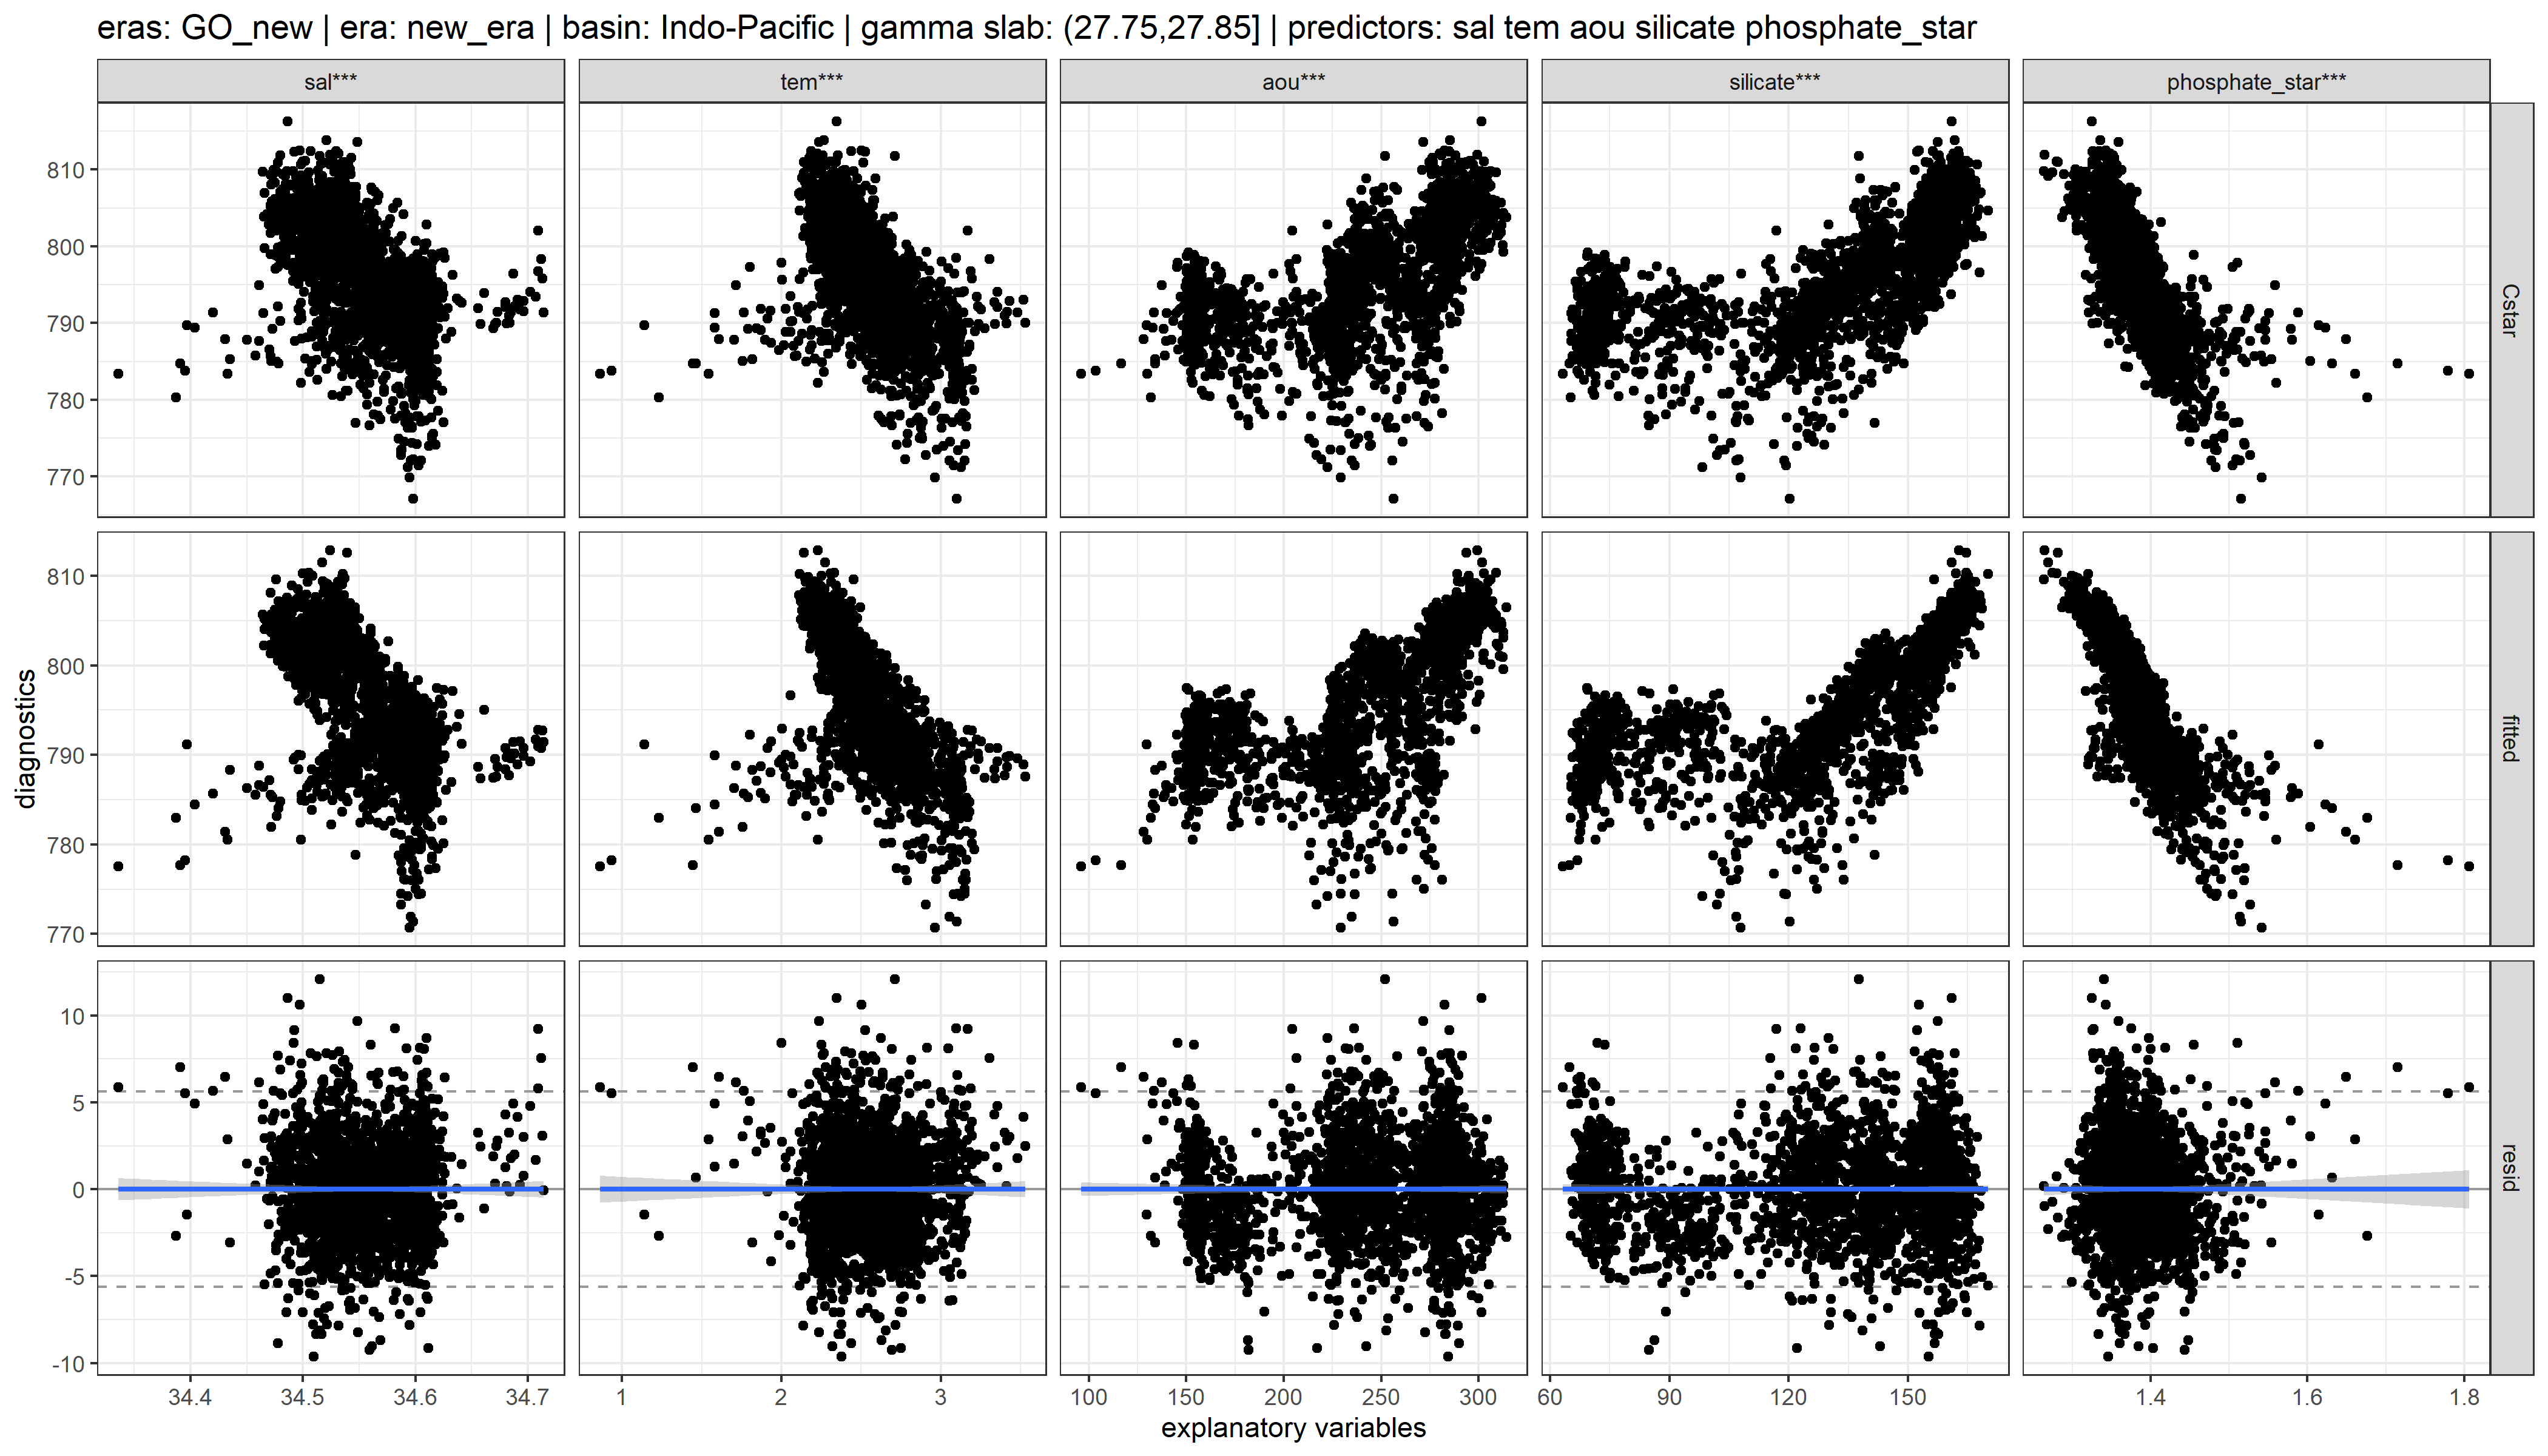 eras: GO_new | era: new_era | basin: Indo-Pacific | gamma slab: (27.75,27.85] | predictors: sal tem aou silicate phosphate_star
sal*** tem*** aou*** silicate*** phosphate_star***
810
800
790
780
770
Cstar
810
800
790
780
770
fitted
diagnostics
10
5
0
-5
-10
resid
34.4 34.5 34.6 34.7 1 2 3 100 150 200 250 300 60 90 120 150 1.4 1.6 1.8
explanatory variables